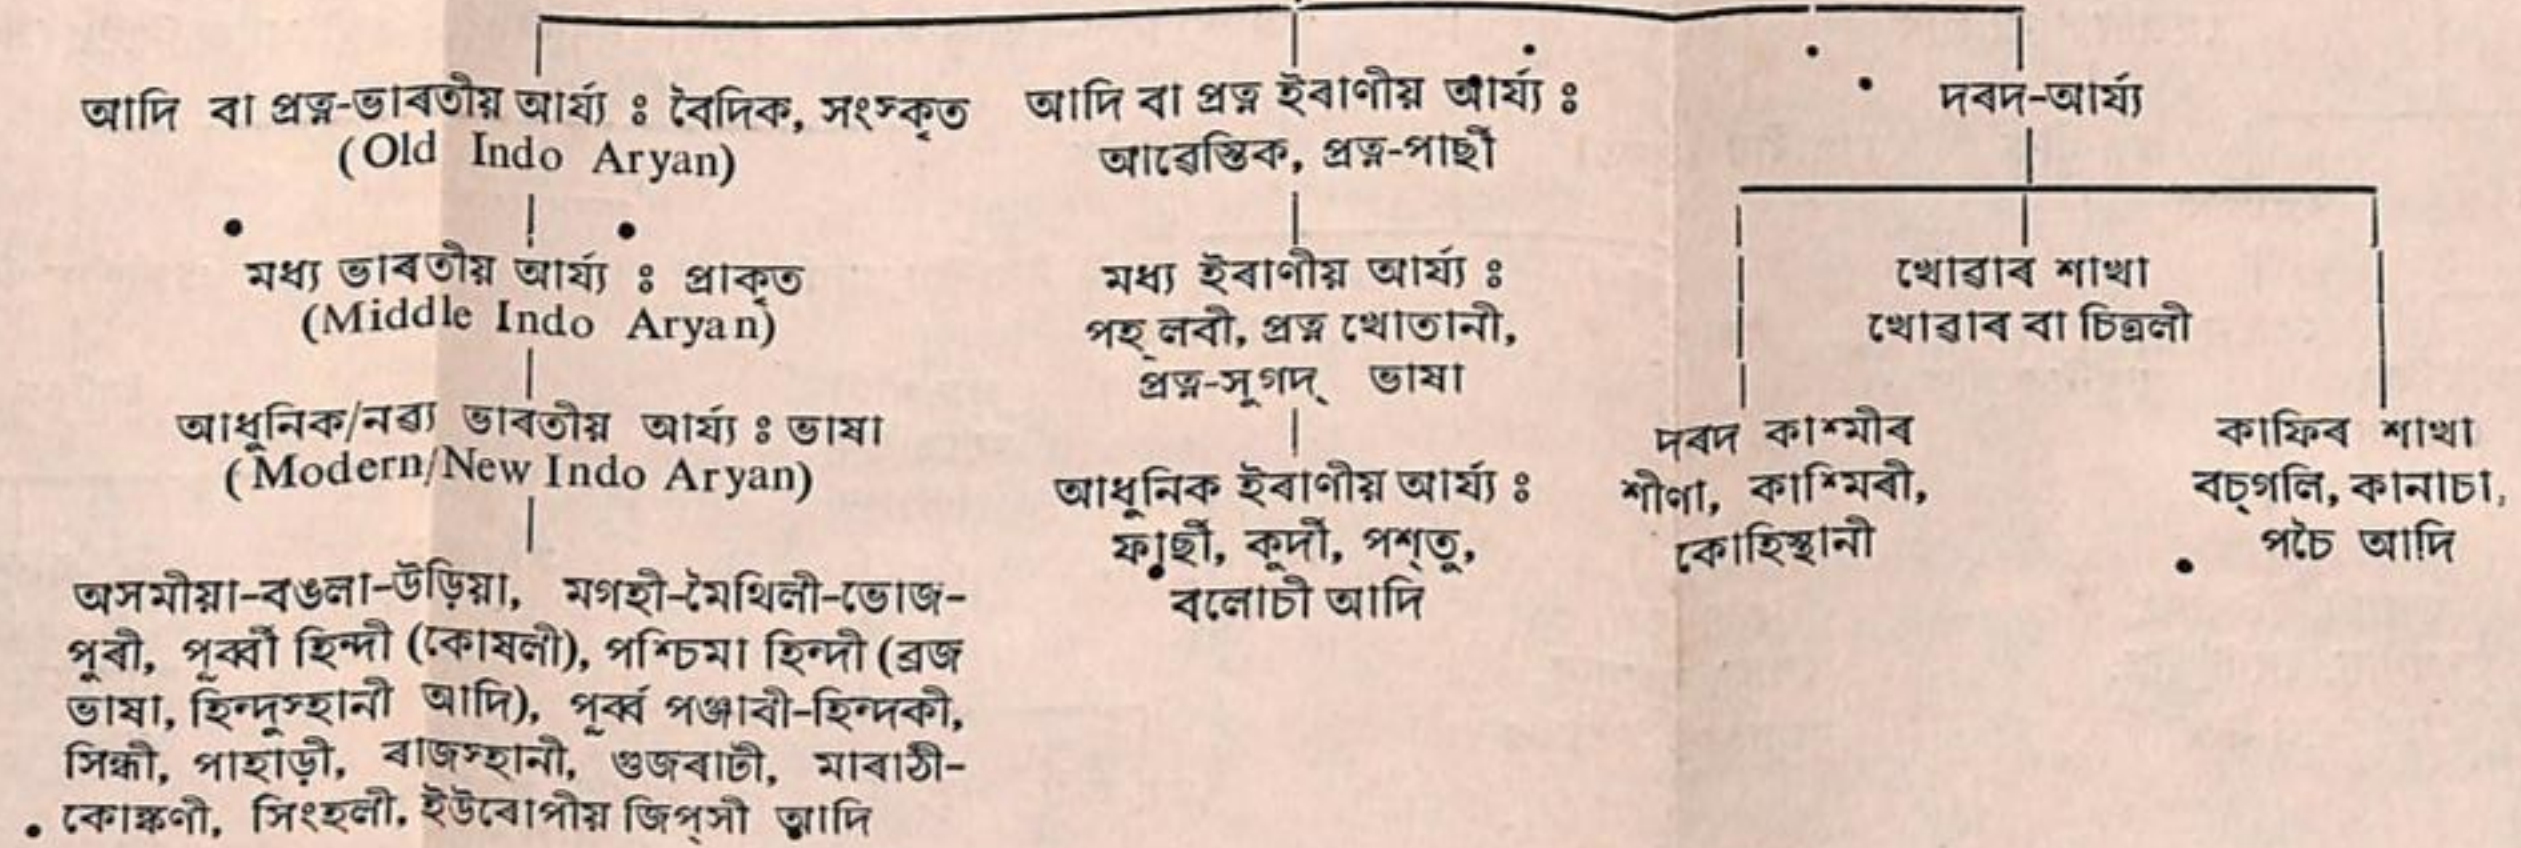 আদি বা প্ৰত্ন-ভাৰতীয় আৰ্য্য ঃ বৈদিক, সংস্কৃত
(Old Indo Aryan)
মধ্য ভাৰতীয় আৰ্য্য ঃ প্ৰাকৃত
(Middle Indo Aryan)
আধুনিক/নৱ্য ভাৰতীয় আৰ্য্য ঃ ভাষা
(Modern/New Indo Aryan)
অসমীয়া-বঙলা-উড়িয়া, মগহী-মৈথিলী-ভোজ-
পুৰী, পূৰ্ব্বী হিন্দী (কোষলী), পশ্চিমা হিন্দী (ব্ৰজ
ভাষা, হিন্দুস্হানী আদি), পূৰ্ব্ব পঞ্জাবী-হিন্দকী,
সিন্ধী, পাহাড়ী, ৰাজস্হানী, গুজৰাটী, মাৰাঠী-
কোঙ্কণী, সিংহলী, ইউৰোপীয় জিপ্‌সী আদি
আদি বা প্ৰত্ন ইৰাণীয় আৰ্য্য ঃ
আৱেস্তিক, প্ৰত্ন-পাৰ্ছী
মধ্য ইৰাণীয় আৰ্য্য ঃ
পহ্‌লবী, প্ৰত্ন খোতানী,
প্ৰত্ন-সুগদ্ ভাষা
আধুনিক ইৰাণীয় আৰ্য্য ঃ
ফাৰ্ছী, কুৰ্দী, পশ্‌তু,
বলোচী আদি
দৰদ-আৰ্য্য
খোৱাৰ শাখা
খোৱাৰ বা চিত্ৰলী
দৰদ কাশ্মীৰ
শীণা, কাশ্মিৰী,
কোহিস্থানী
কাফিৰ শাখা
বচ্‌গলি, কানাচা,
পচৈ আদি